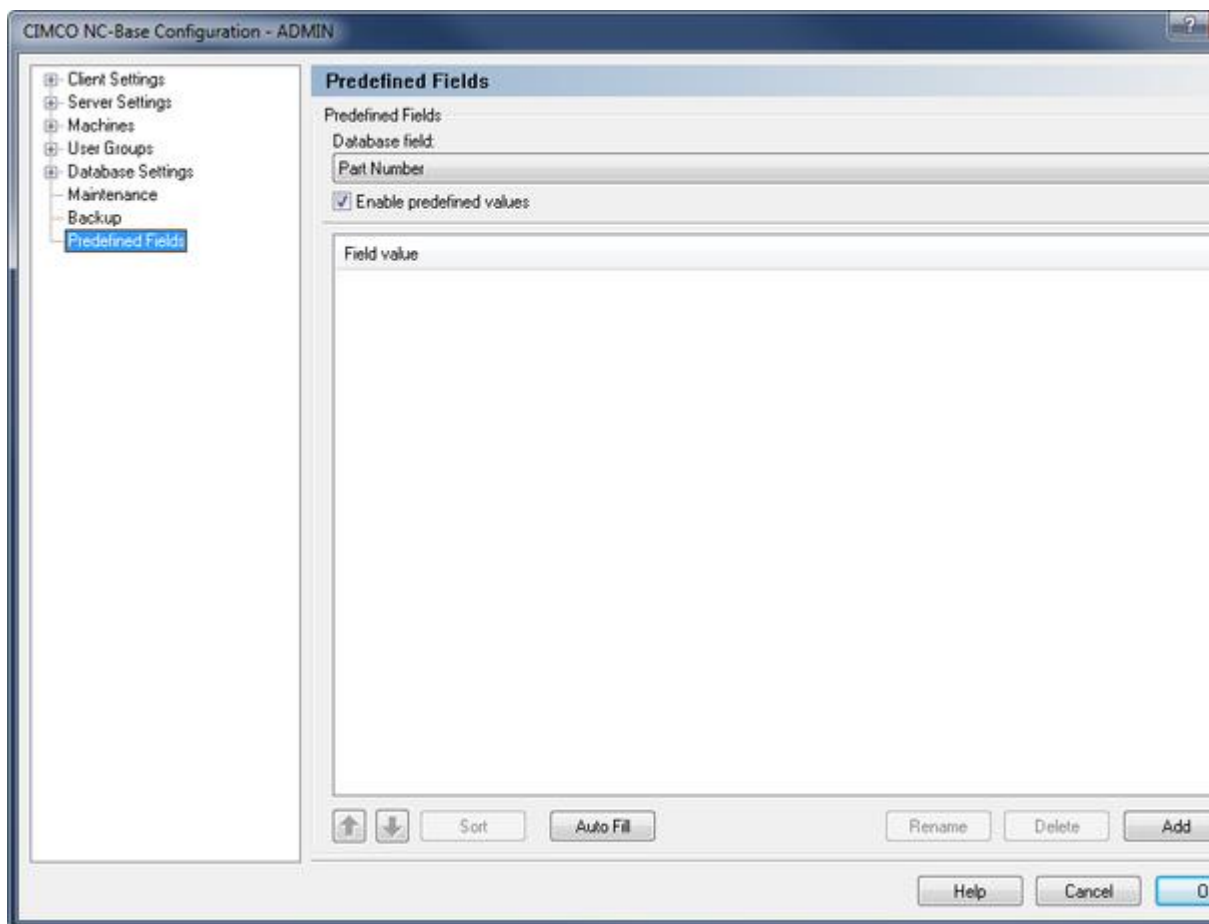 CIMCO NC-Base Configuration - ADMIN
Client Settings
Server Settings
Machines
User Groups
Database Settings
Maintenance
Backup
Predefined Fields
Predefined Fields
Predefined Fields
Database field:
Part Number
Enable predefined values
Field value
Sort
Auto Fill
Rename
Delete
Add
Help
Cancel